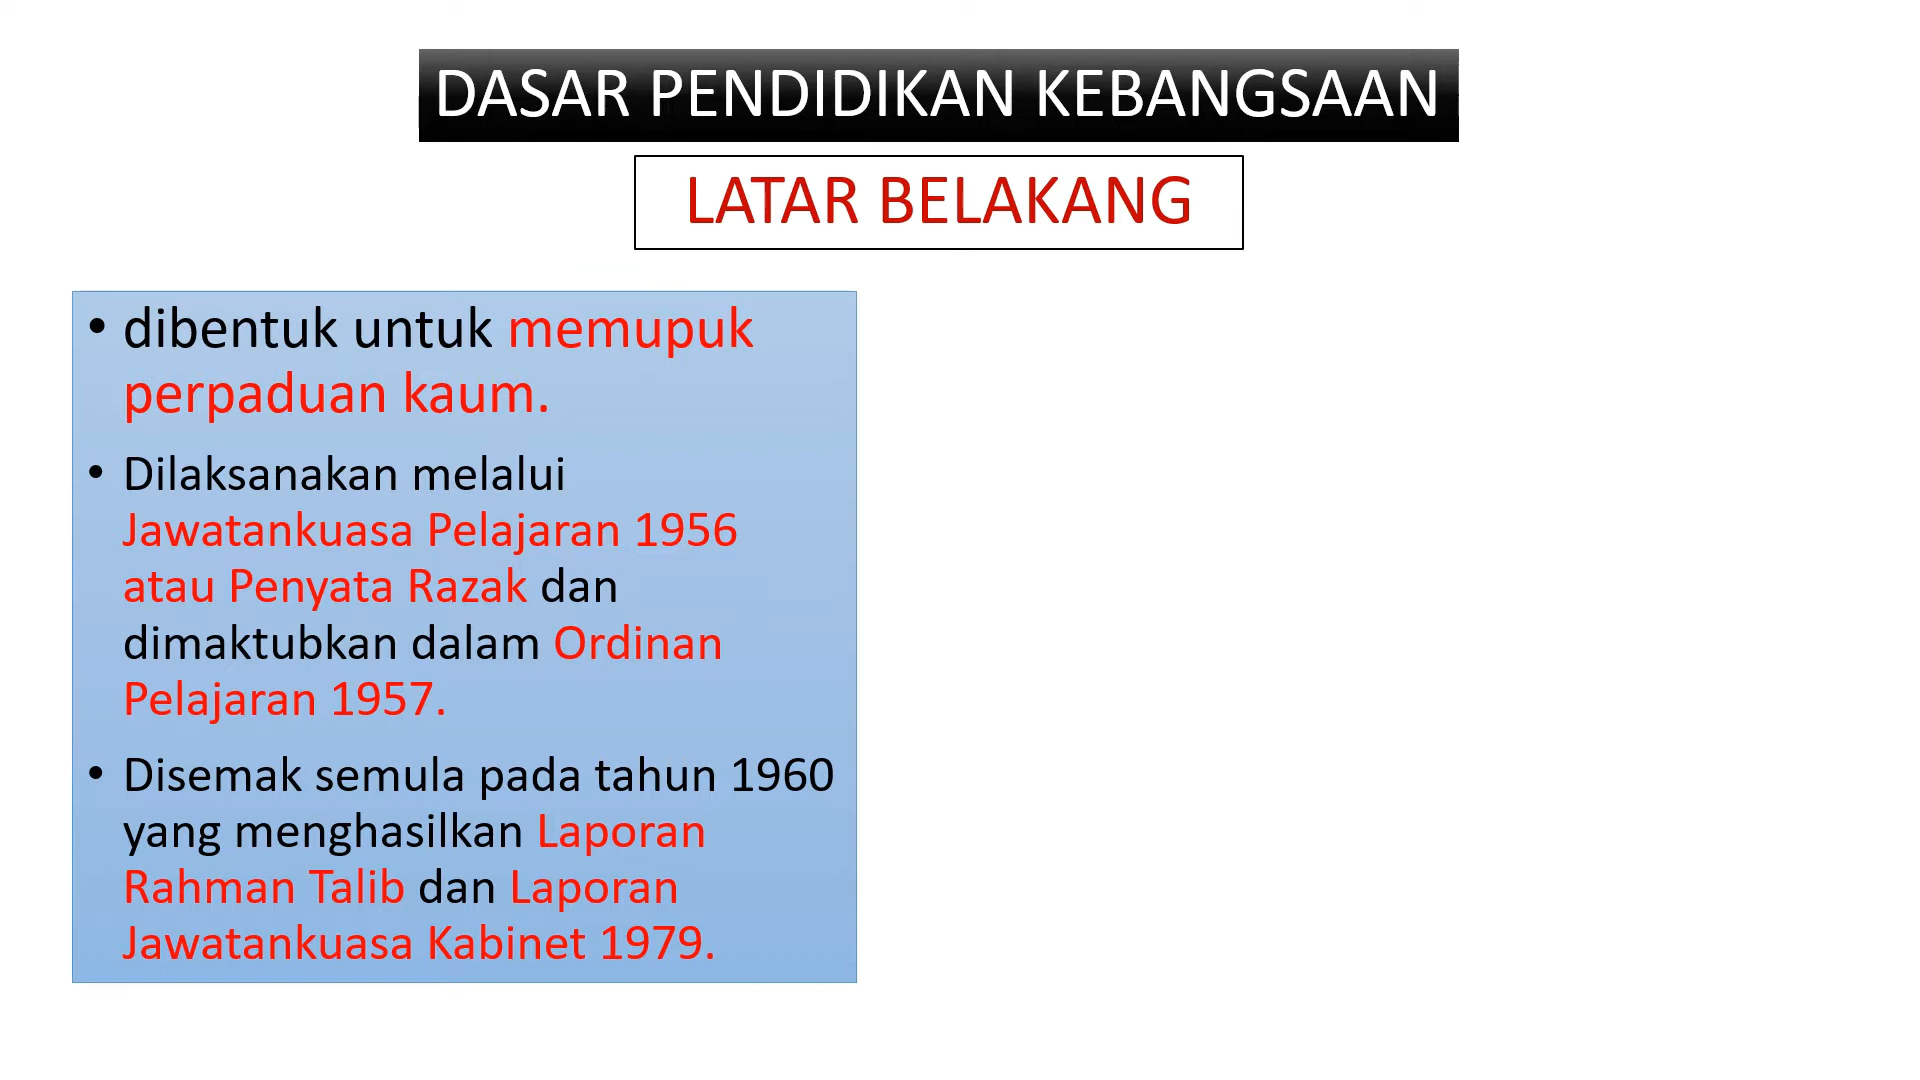 DASAR PENDIDIKAN KEBANGSAAN
LATAR BELAKANG
• dibentuk untuk memupuk
perpaduan kaum.
• Dilaksanakan melalui
Jawatankuasa Pelajaran 1956
atau Penyata Razak dan
dimaktubkan dalam Ordinan
Pelajaran 1957.
• Disemak semula pada tahun 1960
yang menghasilkan Laporan
Rahman Talib dan Laporan
Jawatankuasa Kabinet 1979.